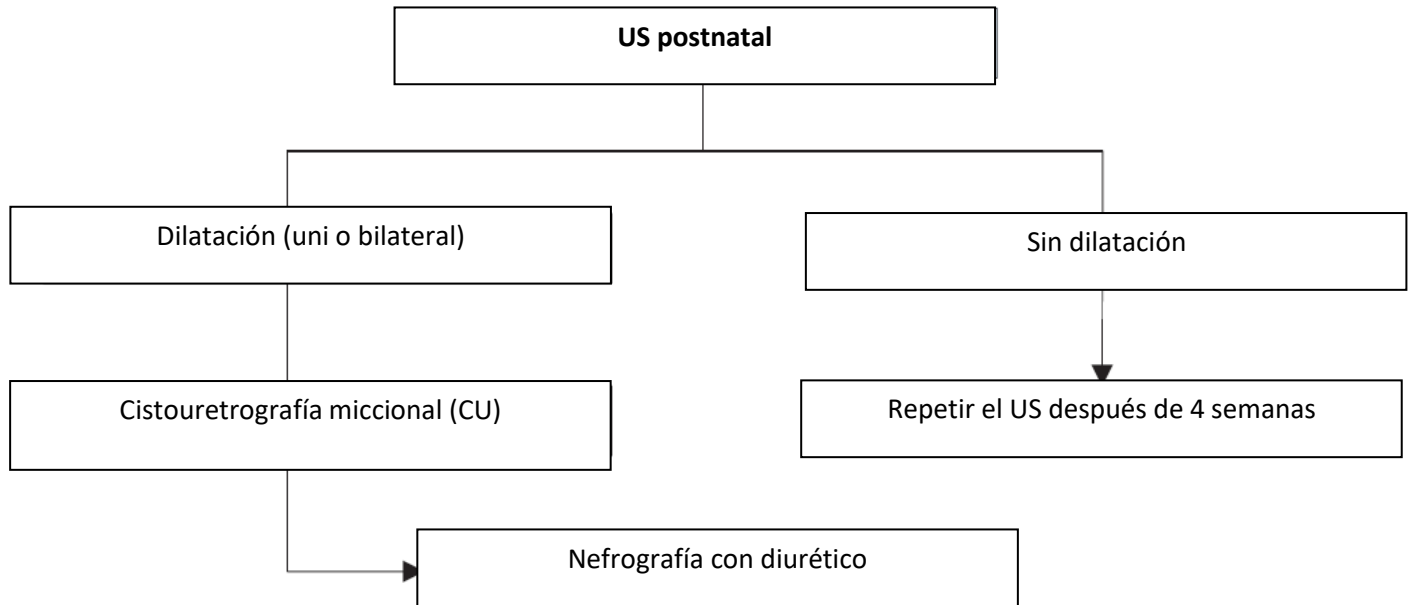 US postnatal
Dilatación (uni o bilateral)
Sin dilatación
Cistouretrografía miccional (CU)
Repetir el US después de 4 semanas
Nefrografía con diurético